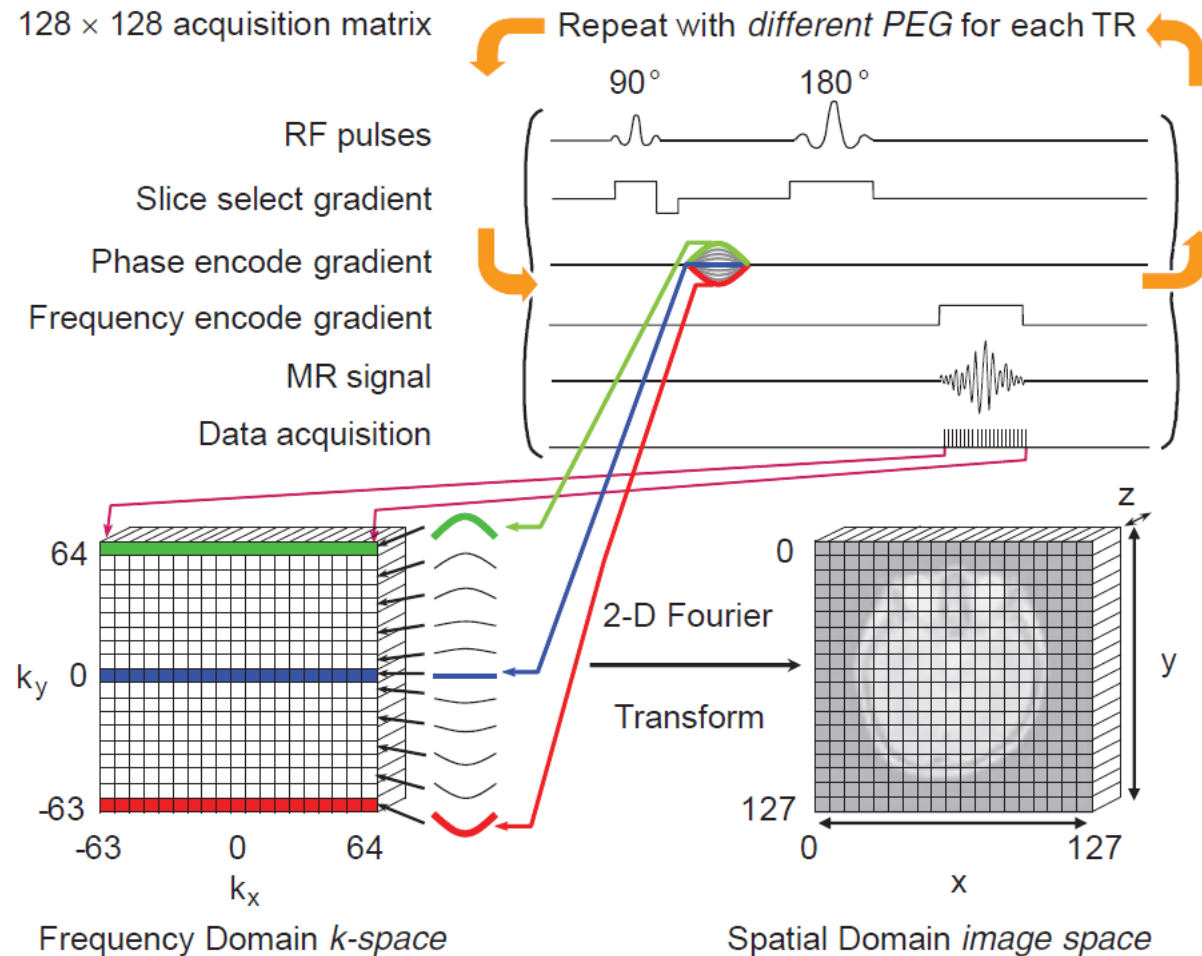 128 × 128 acquisition matrix
Repeat with different PEG for each TR
90°
180°
RF pulses
Slice select gradient
Phase encode gradient
Frequency encode gradient
MR signal
Data acquisition
64
ky 0
-63
-63 0 64
kx
Frequency Domain k-space
2-D Fourier
Transform
z
0
y
127
0 127
x
Spatial Domain image space